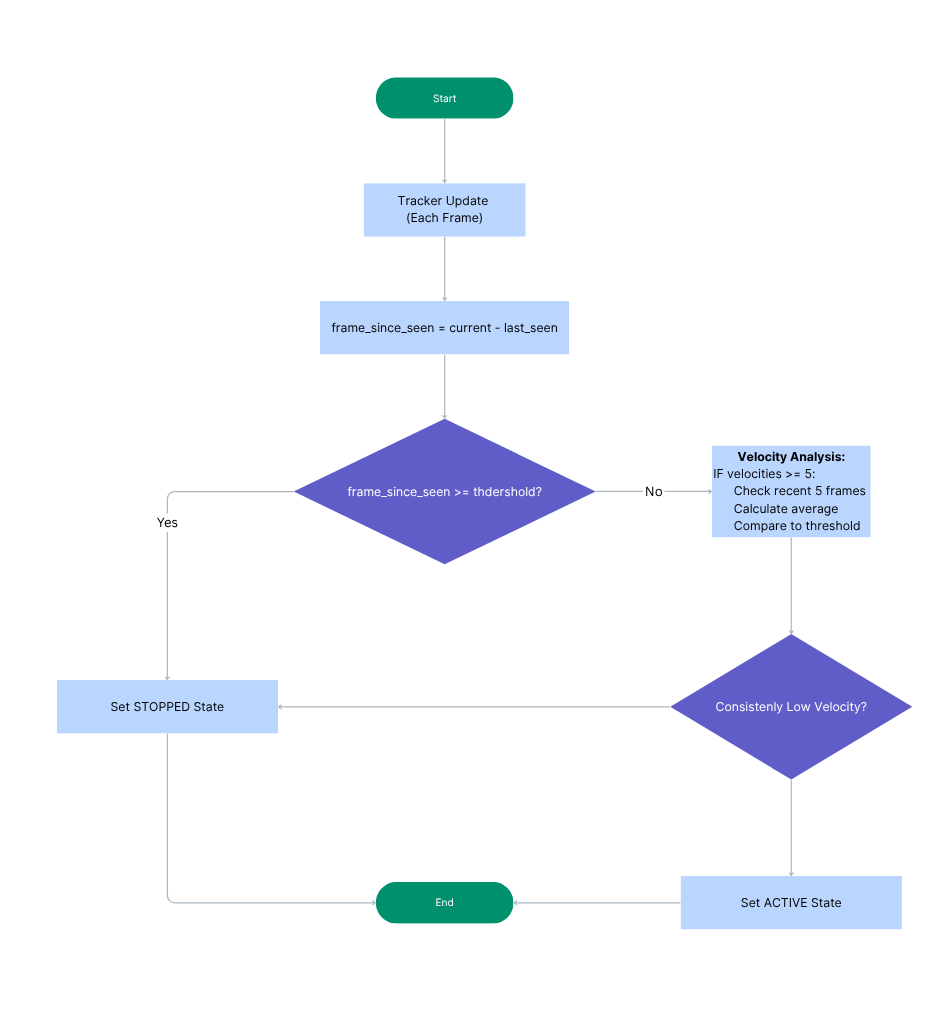 Start
Tracker Update
(Each Frame)
frame_since_seen = current - last_seen
frame_since_seen >= thdershold?
No
Velocity Analysis:
IF velocities >= 5:
Check recent 5 frames
Calculate average
Compare to threshold
Yes
Set STOPPED State
Consistenly Low Velocity?
End
Set ACTIVE State